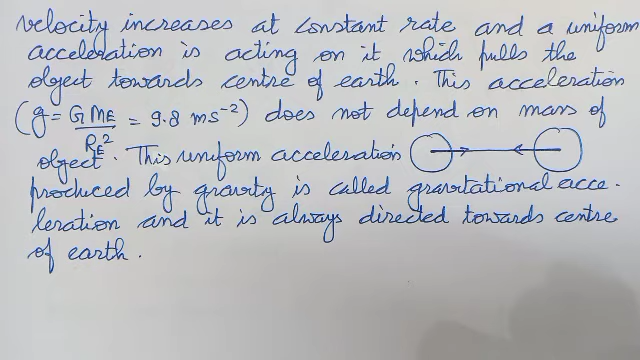 velocity increases at constant rate and a uniform
acceleration is acting on it which pulls the
object towards centre of earth. This acceleration
(g = G ME / RE² = 9.8 ms⁻²) does not depend on mass of
object. This uniform acceleration
produced by gravity is called gravitational acce-
leration and it is always directed towards centre
of earth.